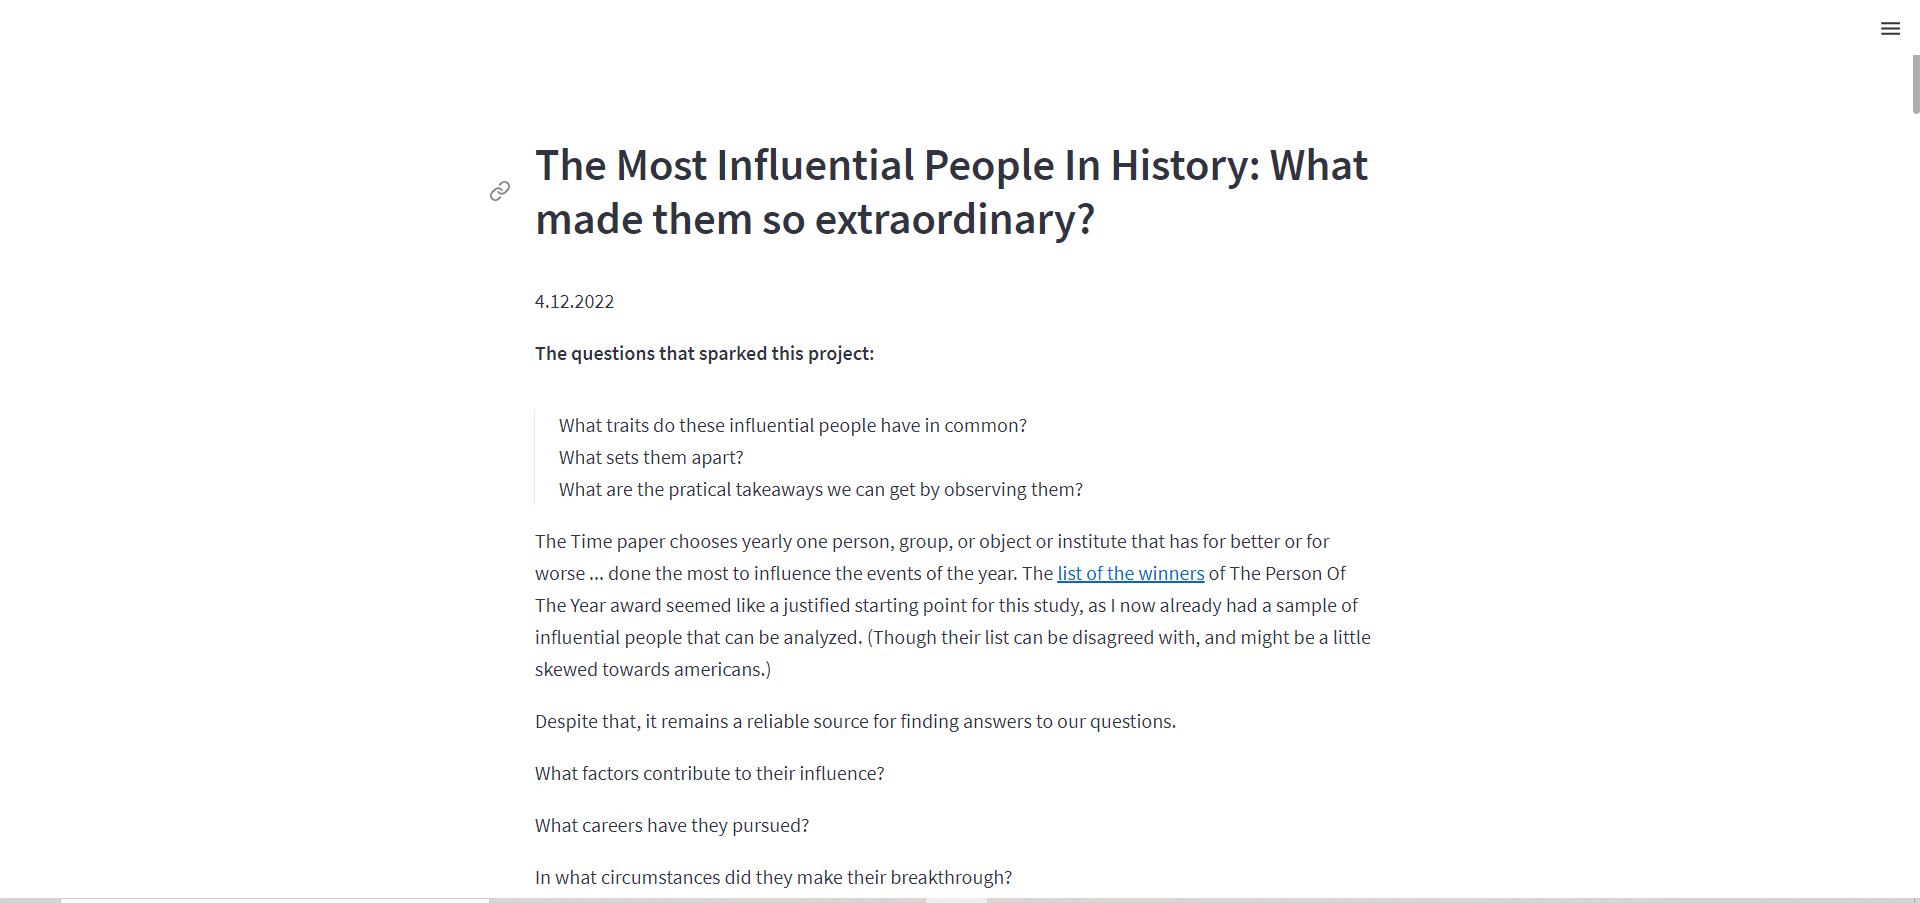 The Most Influential People In History: What
made them so extraordinary?
4.12.2022
The questions that sparked this project:
What traits do these influential people have in common?
What sets them apart?
What are the pratical takeaways we can get by observing them?
The Time paper chooses yearly one person, group, or object or institute that has for better or for
worse ... done the most to influence the events of the year. The list of the winners of The Person Of
The Year award seemed like a justified starting point for this study, as I now already had a sample of
influential people that can be analyzed. (Though their list can be disagreed with, and might be a little
skewed towards americans.)
Despite that, it remains a reliable source for finding answers to our questions.
What factors contribute to their influence?
What careers have they pursued?
In what circumstances did they make their breakthrough?